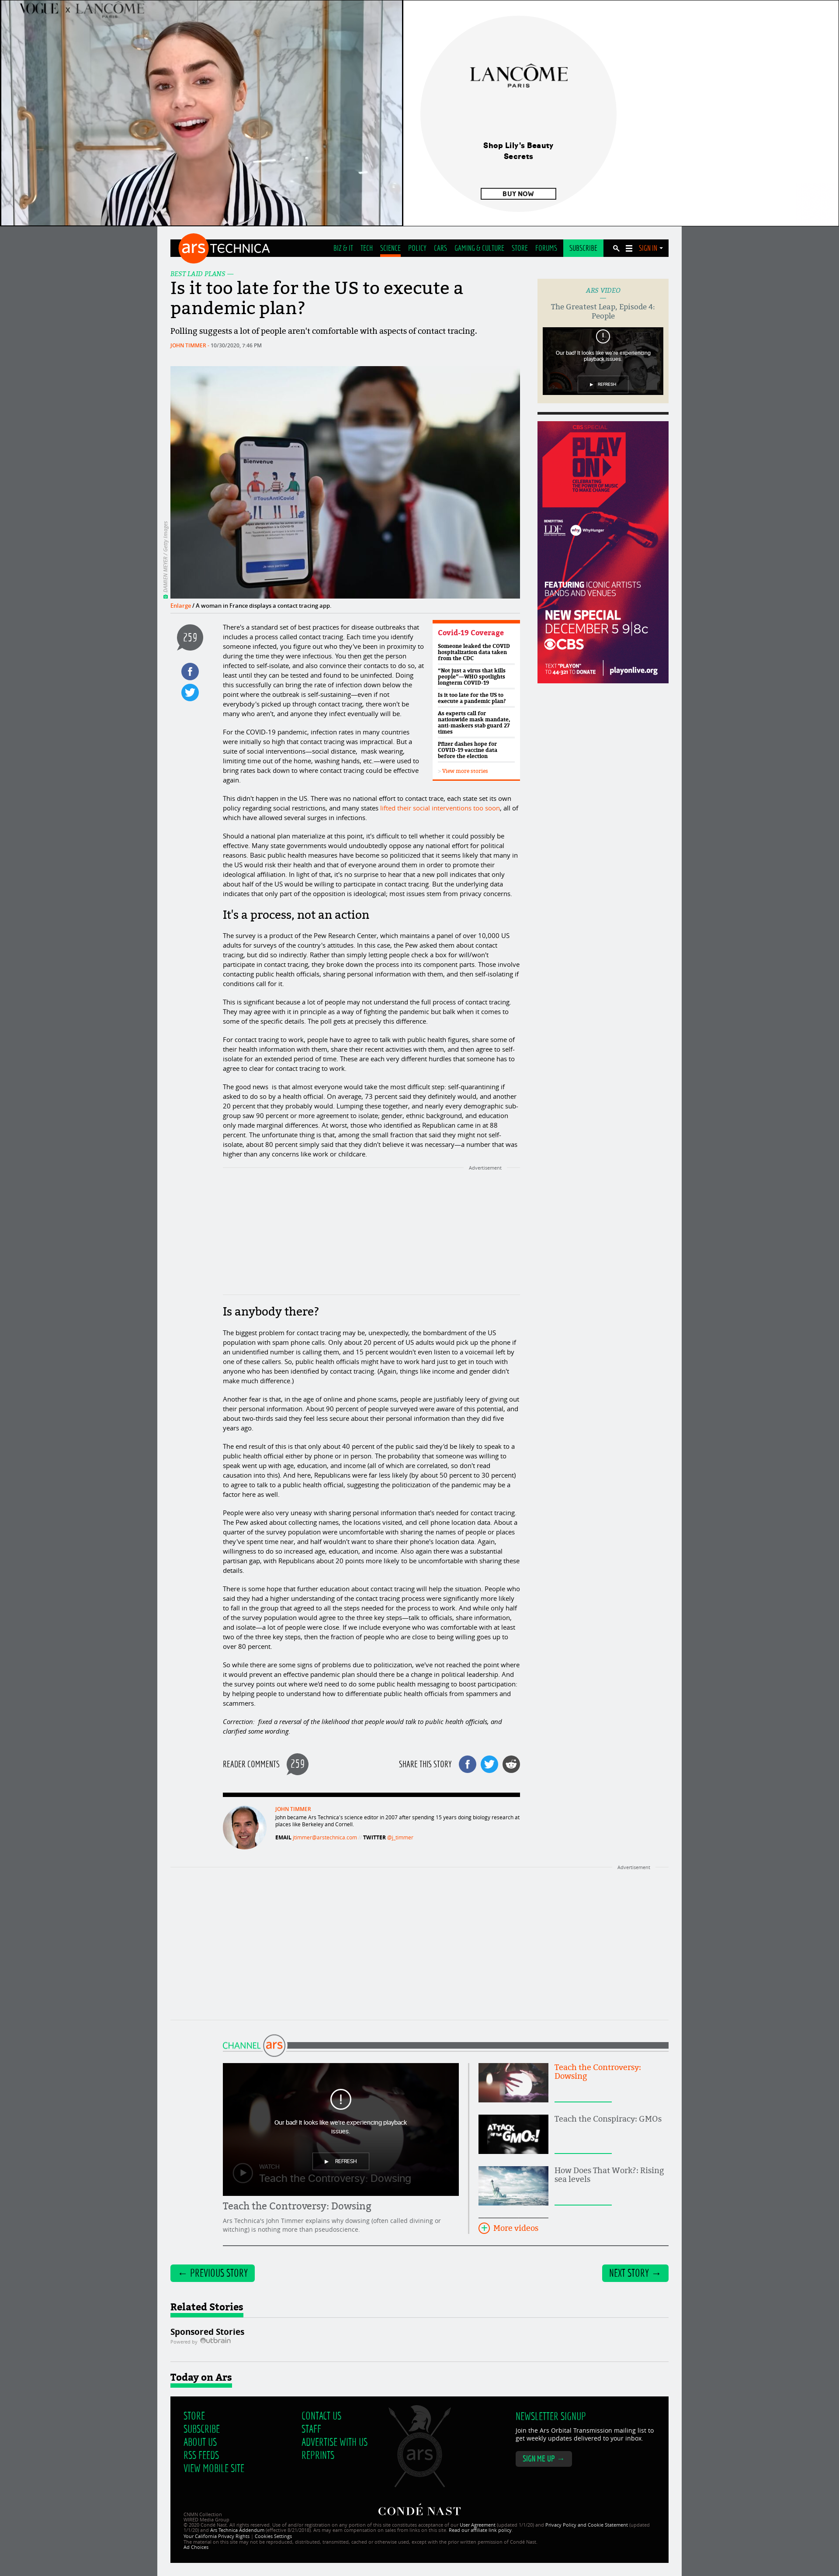 VOGUE x LANCÔME
PARIS
LANCÔME
PARIS
Shop Lily's Beauty
Secrets
BUY NOW
ars TECHNICA
BIZ & IT TECH SCIENCE POLICY CARS GAMING & CULTURE STORE FORUMS SUBSCRIBE SIGN IN
BEST LAID PLANS —
Is it too late for the US to execute a
pandemic plan?
Polling suggests a lot of people aren't comfortable with aspects of contact tracing.
JOHN TIMMER - 10/30/2020, 7:46 PM
Bienvenue
#TousAntiCovid
DAMIEN MEYER / Getty Images
Enlarge / A woman in France displays a contact tracing app.
259
There's a standard set of best practices for disease outbreaks that
includes a process called contact tracing. Each time you identify
someone infected, you figure out who they've been in proximity to
during the time they were infectious. You then get the person
infected to self-isolate, and also convince their contacts to do so, at
least until they can be tested and found to be uninfected. Doing
this successfully can bring the rate of infection down below the
point where the outbreak is self-sustaining—even if not
everybody's picked up through contact tracing, there won't be
many who aren't, and anyone they infect eventually will be.
For the COVID-19 pandemic, infection rates in many countries
were initially so high that contact tracing was impractical. But a
suite of social interventions—social distance, mask wearing,
limiting time out of the home, washing hands, etc.—were used to
bring rates back down to where contact tracing could be effective
again.
Covid-19 Coverage
Someone leaked the COVID
hospitalization data taken
from the CDC
"Not just a virus that kills
people"—WHO spotlights
longterm COVID-19
Is it too late for the US to
execute a pandemic plan?
As experts call for
nationwide mask mandate,
anti-maskers stab guard 27
times
Pfizer dashes hope for
COVID-19 vaccine data
before the election
View more stories
This didn't happen in the US. There was no national effort to contact trace, each state set its own
policy regarding social restrictions, and many states lifted their social interventions too soon, all of
which have allowed several surges in infections.
Should a national plan materialize at this point, it's difficult to tell whether it could possibly be
effective. Many state governments would undoubtedly oppose any national effort for political
reasons. Basic public health measures have become so politicized that it seems likely that many in
the US would risk their health and that of everyone around them in order to promote their
ideological affiliation. In light of that, it's no surprise to hear that a new poll indicates that only
about half of the US would be willing to participate in contact tracing. But the underlying data
indicates that only part of the opposition is ideological; most issues stem from privacy concerns.
It's a process, not an action
The survey is a product of the Pew Research Center, which maintains a panel of over 10,000 US
adults for surveys of the country's attitudes. In this case, the Pew asked them about contact
tracing, but did so indirectly. Rather than simply letting people check a box for will/won't
participate in contact tracing, they broke down the process into its component parts. Those involve
contacting public health officials, sharing personal information with them, and then self-isolating if
conditions call for it.
This is significant because a lot of people may not understand the full process of contact tracing.
They may agree with it in principle as a way of fighting the pandemic but balk when it comes to
some of the specific details. The poll gets at precisely this difference.
For contact tracing to work, people have to agree to talk with public health figures, share some of
their health information with them, share their recent activities with them, and then agree to self-
isolate for an extended period of time. These are each very different hurdles that someone has to
agree to clear for contact tracing to work.
The good news is that almost everyone would take the most difficult step: self-quarantining if
asked to do so by a health official. On average, 73 percent said they definitely would, and another
20 percent that they probably would. Lumping these together, and nearly every demographic sub-
group saw 90 percent or more agreement to isolate; gender, ethnic background, and education
only made marginal differences. At worst, those who identified as Republican came in at 88
percent. The unfortunate thing is that, among the small fraction that said they might not self-
isolate, about 80 percent simply said that they didn't believe it was necessary—a number that was
higher than any concerns like work or childcare.
Advertisement
Is anybody there?
The biggest problem for contact tracing may be, unexpectedly, the bombardment of the US
population with spam phone calls. Only about 20 percent of US adults would pick up the phone if
an unidentified number is calling them, and 15 percent wouldn't even listen to a voicemail left by
one of these callers. So, public health officials might have to work hard just to get in touch with
anyone who has been identified by contact tracing. (Again, things like income and gender didn't
make much difference.)
Another fear is that, in the age of online and phone scams, people are justifiably leery of giving out
their personal information. About 90 percent of people surveyed were aware of this potential, and
about two-thirds said they feel less secure about their personal information than they did five
years ago.
The end result of this is that only about 40 percent of the public said they'd be likely to speak to a
public health official either by phone or in person. The probability that someone was willing to
speak went up with age, education, and income (all of which are correlated, so don't read
causation into this). And here, Republicans were far less likely (by about 50 percent to 30 percent)
to agree to talk to a public health official, suggesting the politicization of the pandemic may be a
factor here as well.
People were also very uneasy with sharing personal information that's needed for contact tracing.
The Pew asked about collecting names, the locations visited, and cell phone location data. About a
quarter of the survey population were uncomfortable with sharing the names of people or places
they've spent time near, and half wouldn't want to share their phone's location data. Again,
willingness to do so increased age, education, and income. Also again there was a substantial
partisan gap, with Republicans about 20 points more likely to be uncomfortable with sharing these
details.
There is some hope that further education about contact tracing will help the situation. People who
said they had a higher understanding of the contact tracing process were significantly more likely
to fall in the group that agreed to all the steps needed for the process to work. And while only half
of the survey population would agree to the three key steps—talk to officials, share information,
and isolate—a lot of people were close. If we include everyone who was comfortable with at least
two of the three key steps, then the fraction of people who are close to being willing goes up to
over 80 percent.
So while there are some signs of problems due to politicization, we've not reached the point where
it would prevent an effective pandemic plan should there be a change in political leadership. And
the survey points out where we'd need to do some public health messaging to boost participation:
by helping people to understand how to differentiate public health officials from spammers and
scammers.
Correction: fixed a reversal of the likelihood that people would talk to public health officials, and
clarified some wording.
READER COMMENTS 259 SHARE THIS STORY
JOHN TIMMER
John became Ars Technica's science editor in 2007 after spending 15 years doing biology research at
places like Berkeley and Cornell.
EMAIL jtimmer@arstechnica.com TWITTER @j_timmer
ARS VIDEO
The Greatest Leap, Episode 4:
People
Our bad! It looks like we're experiencing
playback issues.
REFRESH
CBS SPECIAL
PLAY
ON
CELEBRATING
THE POWER OF MUSIC
TO MAKE CHANGE
BENEFITTING
LDF why WhyHunger
FEATURING ICONIC ARTISTS
BANDS AND VENUES
NEW SPECIAL
DECEMBER 5 9|8c
CBS
TEXT "PLAYON"
TO 44-321 TO DONATE
playonlive.org
Advertisement
CHANNEL ars
Our bad! It looks like we're experiencing playback
issues.
REFRESH
WATCH
Teach the Controversy: Dowsing
Teach the Controversy: Dowsing
Ars Technica's John Timmer explains why dowsing (often called divining or
witching) is nothing more than pseudoscience.
Teach the Controversy:
Dowsing
ATTACK
OF THE
GMOs!
Teach the Conspiracy: GMOs
How Does That Work?: Rising
sea levels
More videos
← PREVIOUS STORY
NEXT STORY →
Related Stories
Sponsored Stories
Powered by Outbrain
Today on Ars
STORE
SUBSCRIBE
ABOUT US
RSS FEEDS
VIEW MOBILE SITE
CONTACT US
STAFF
ADVERTISE WITH US
REPRINTS
ars
NEWSLETTER SIGNUP
Join the Ars Orbital Transmission mailing list to
get weekly updates delivered to your inbox.
SIGN ME UP →
CONDÉ NAST
CNMN Collection
WIRED Media Group
© 2020 Condé Nast. All rights reserved. Use of and/or registration on any portion of this site constitutes acceptance of our User Agreement (updated 1/1/20) and Privacy Policy and Cookie Statement (updated
1/1/20) and Ars Technica Addendum (effective 8/21/2018). Ars may earn compensation on sales from links on this site. Read our affiliate link policy.
Your California Privacy Rights | Cookies Settings
The material on this site may not be reproduced, distributed, transmitted, cached or otherwise used, except with the prior written permission of Condé Nast.
Ad Choices